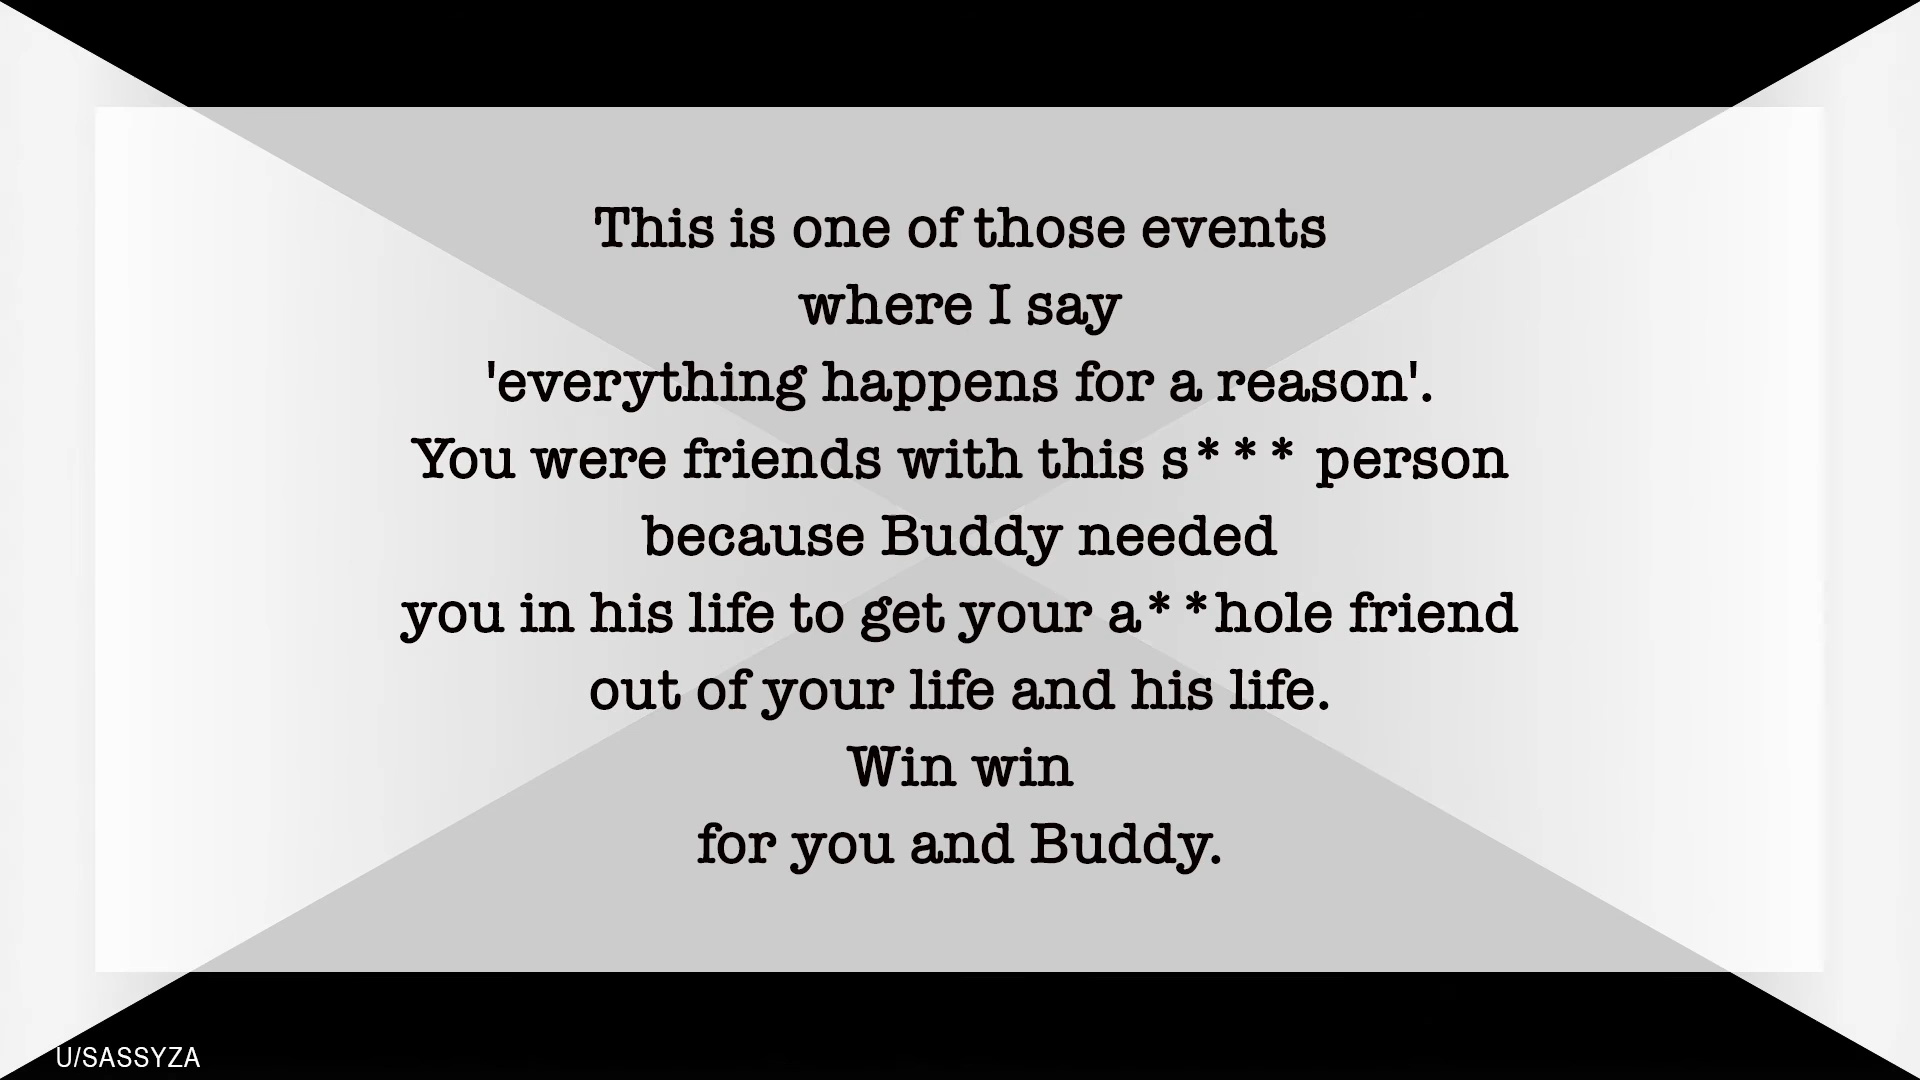 This is one of those events
where I say
'everything happens for a reason'.
You were friends with this s*** person
because Buddy needed
you in his life to get your a**hole friend
out of your life and his life.
Win win
for you and Buddy.
U/SASSYZA